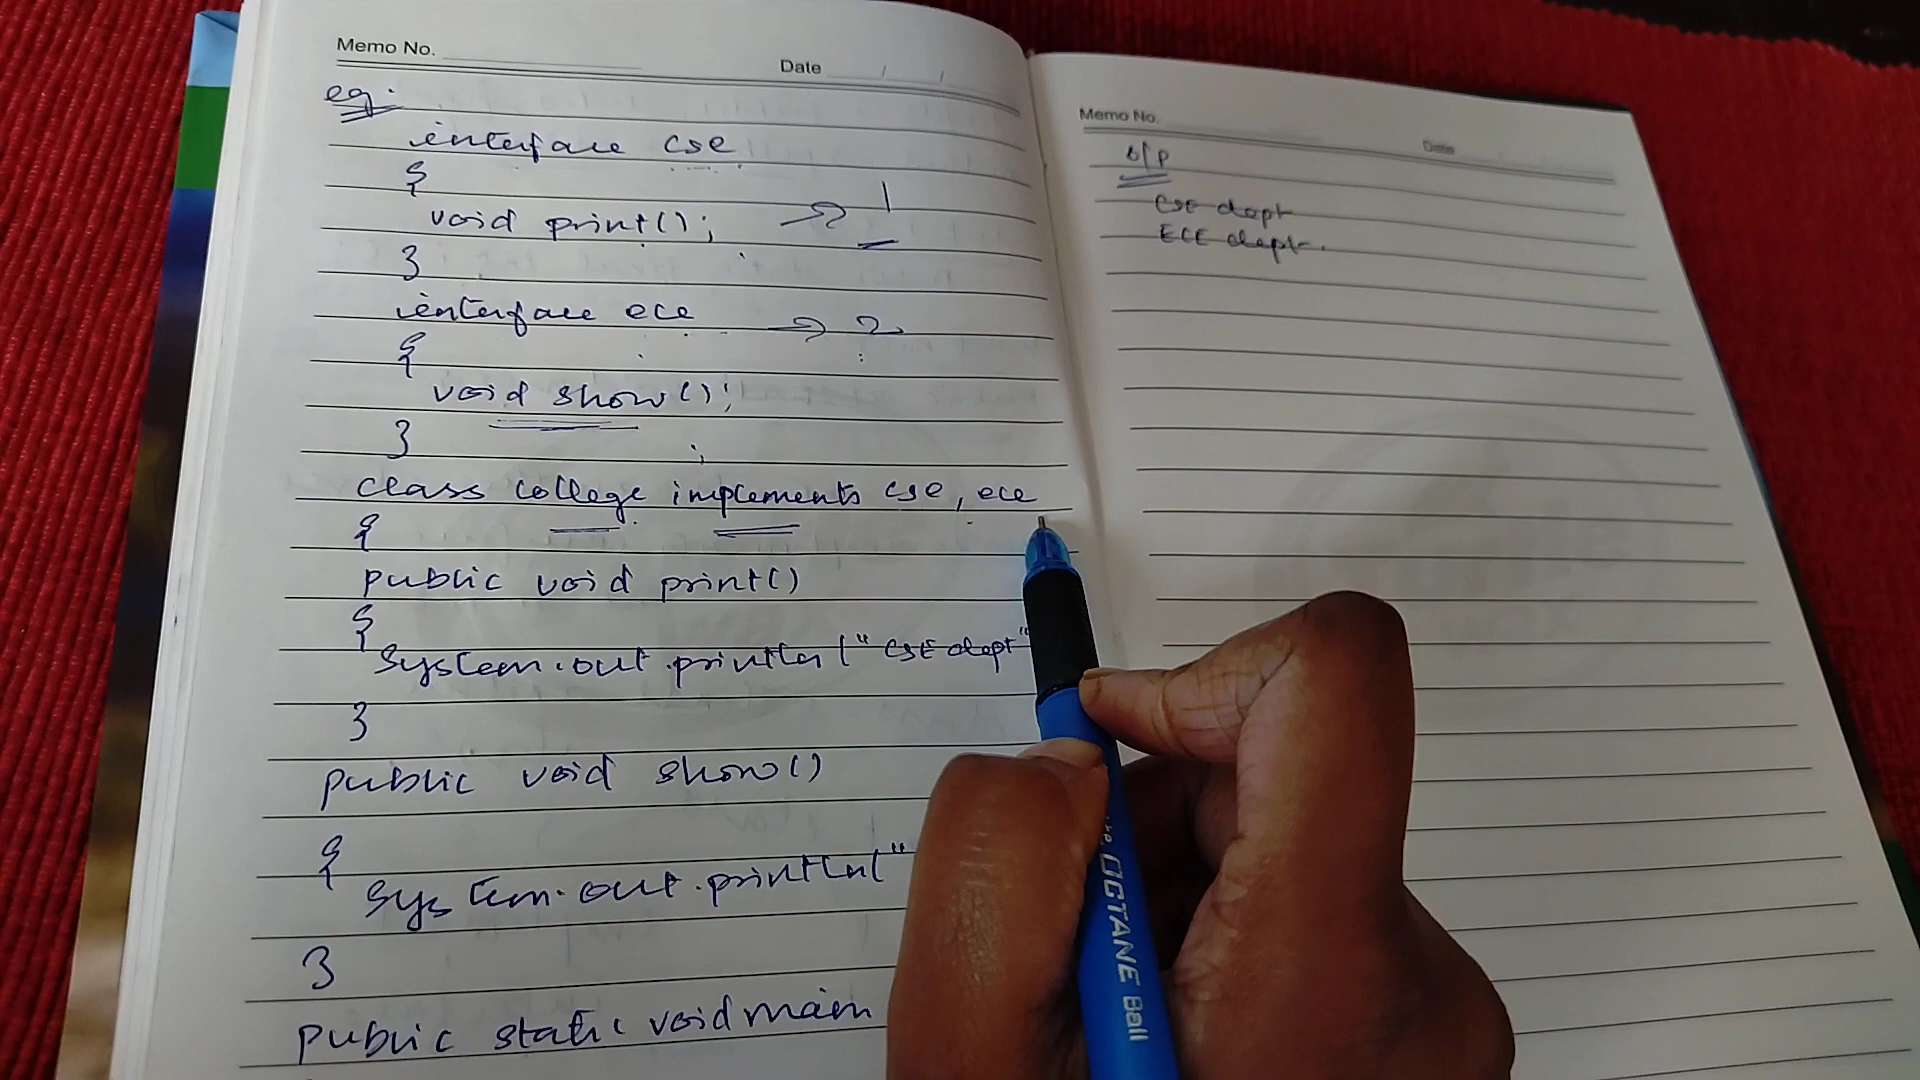 Memo No.
Date / /
eg:
interface cse
{
void print(); → 1
}
interface ece → 2
{
void show();
}
class college implements cse, ece
{
public void print()
{
System.out.println("CSE dept"
}
public void show()
{
System.out.println("
}
public static void main
Memo No.
Date
O/P
CSE dept
ECE dept.
OCTANE Ball